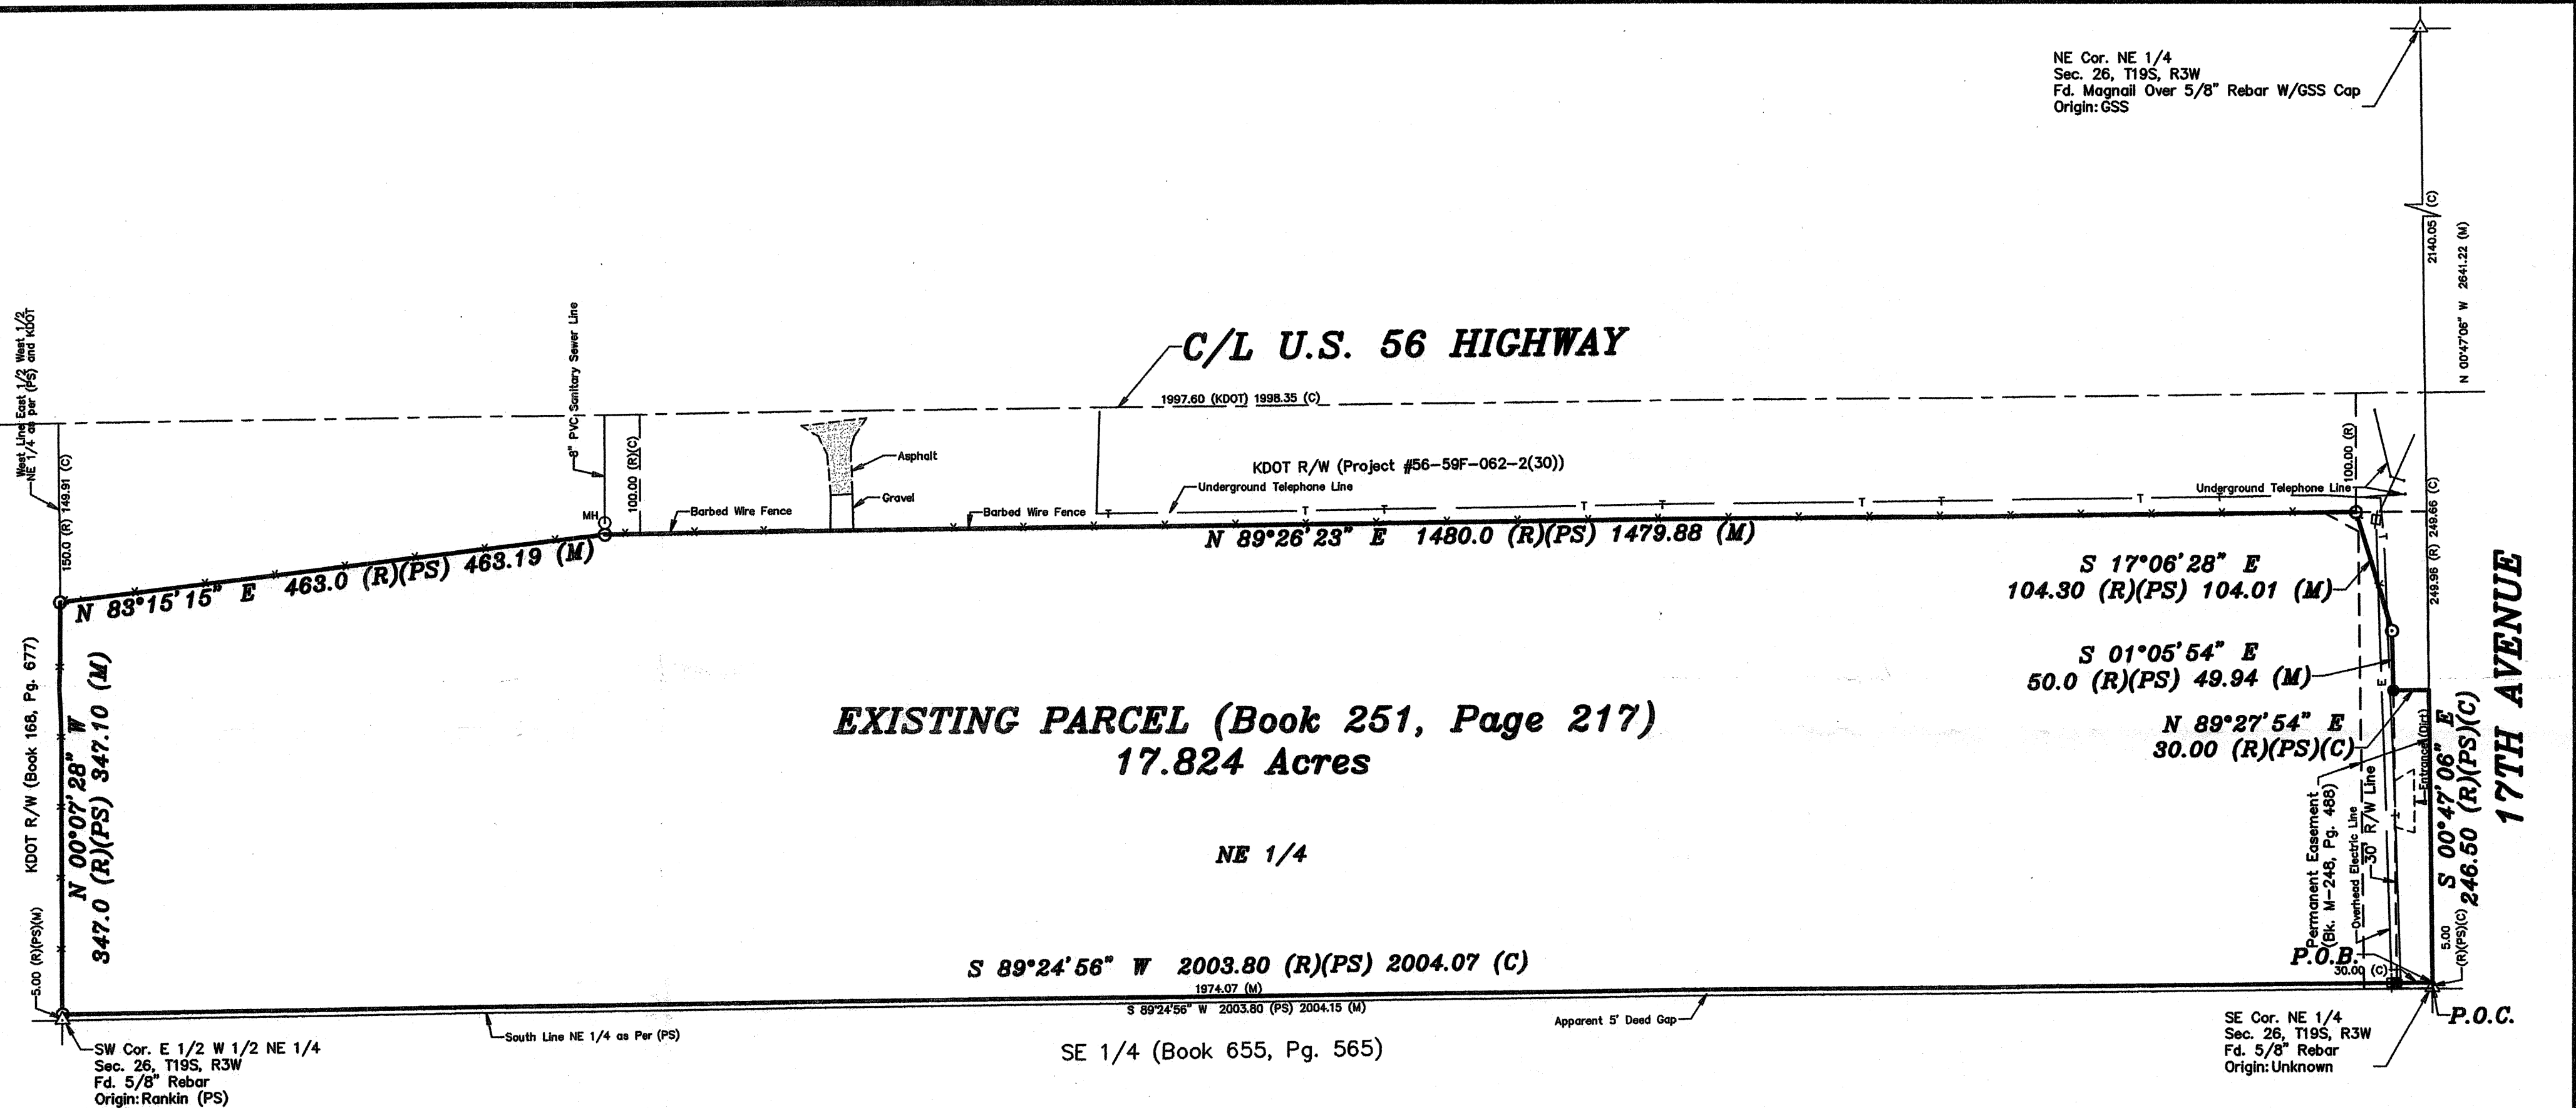 NE Cor. NE 1/4
Sec. 26, T19S, R3W
Fd. Magnail Over 5/8" Rebar W/GSS Cap
Origin: GSS
2140.05 (C)
N 00°47'06" W 2641.22 (M)
West Line East 1/2 West 1/2
NE 1/4 as per (PS) and KDOT
150.0 (R) 149.91 (C)
8" PVC Sanitary Sewer Line
100.00 (R)(C)
MH
C/L U.S. 56 HIGHWAY
1997.60 (KDOT) 1998.35 (C)
Asphalt
Gravel
Barbed Wire Fence
Barbed Wire Fence
KDOT R/W (Project #56-59F-062-2(30))
Underground Telephone Line
Underground Telephone Line
100.00 (R)
249.96 (R) 249.66 (C)
N 83°15'15" E 463.0 (R)(PS) 463.19 (M)
N 89°26'23" E 1480.0 (R)(PS) 1479.88 (M)
S 17°06'28" E
104.30 (R)(PS) 104.01 (M)
S 01°05'54" E
50.0 (R)(PS) 49.94 (M)
N 89°27'54" E
30.00 (R)(PS)(C)
17TH AVENUE
KDOT R/W (Book 168, Pg. 677)
N 00°07'28" W
347.0 (R)(PS) 347.10 (M)
5.00 (R)(PS)(M)
EXISTING PARCEL (Book 251, Page 217)
17.824 Acres
NE 1/4
Permanent Easement
(Bk. M-248, Pg. 488)
Overhead Electric Line
30' R/W Line
Entrance (Dirt)
S 00°47'06" E
246.50 (R)(PS)(C)
5.00
(R)(PS)(C)
P.O.B.
30.00 (C)
S 89°24'56" W 2003.80 (R)(PS) 2004.07 (C)
1974.07 (M)
S 89°24'56" W 2003.80 (PS) 2004.15 (M)
South Line NE 1/4 as Per (PS)
Apparent 5' Deed Gap
P.O.C.
SW Cor. E 1/2 W 1/2 NE 1/4
Sec. 26, T19S, R3W
Fd. 5/8" Rebar
Origin: Rankin (PS)
SE 1/4 (Book 655, Pg. 565)
SE Cor. NE 1/4
Sec. 26, T19S, R3W
Fd. 5/8" Rebar
Origin: Unknown